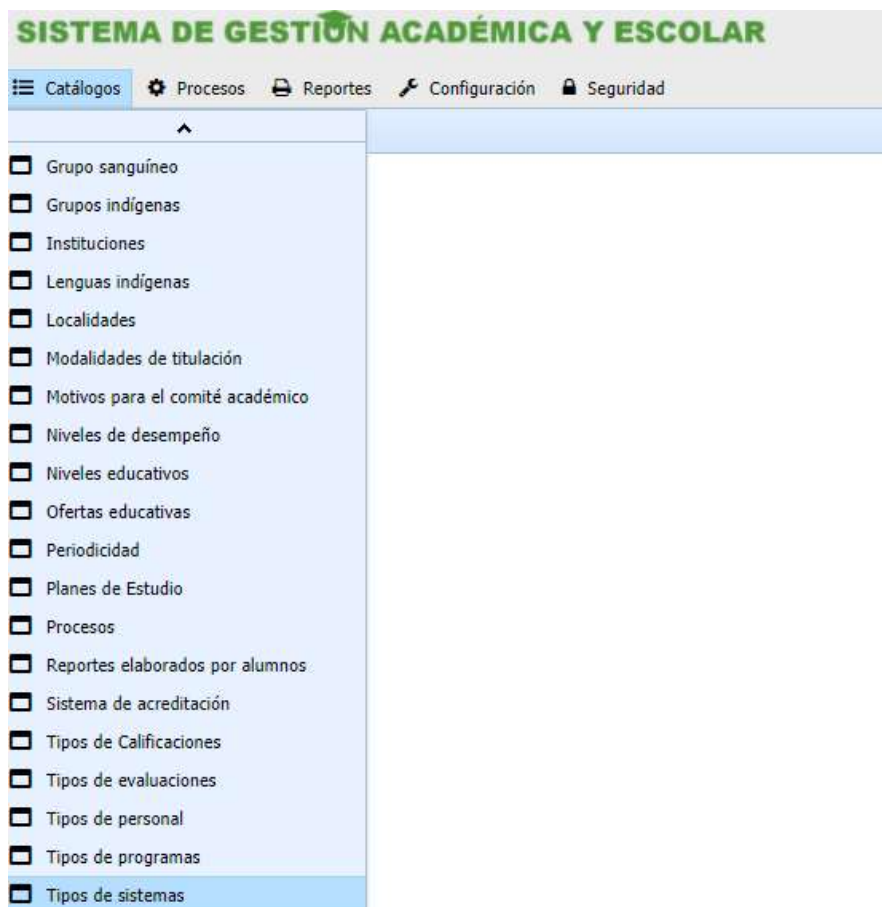 SISTEMA DE GESTIÓN ACADÉMICA Y ESCOLAR
Catálogos Procesos Reportes Configuración Seguridad
Grupo sanguíneo
Grupos indígenas
Instituciones
Lenguas indígenas
Localidades
Modalidades de titulación
Motivos para el comité académico
Niveles de desempeño
Niveles educativos
Ofertas educativas
Periodicidad
Planes de Estudio
Procesos
Reportes elaborados por alumnos
Sistema de acreditación
Tipos de Calificaciones
Tipos de evaluaciones
Tipos de personal
Tipos de programas
Tipos de sistemas